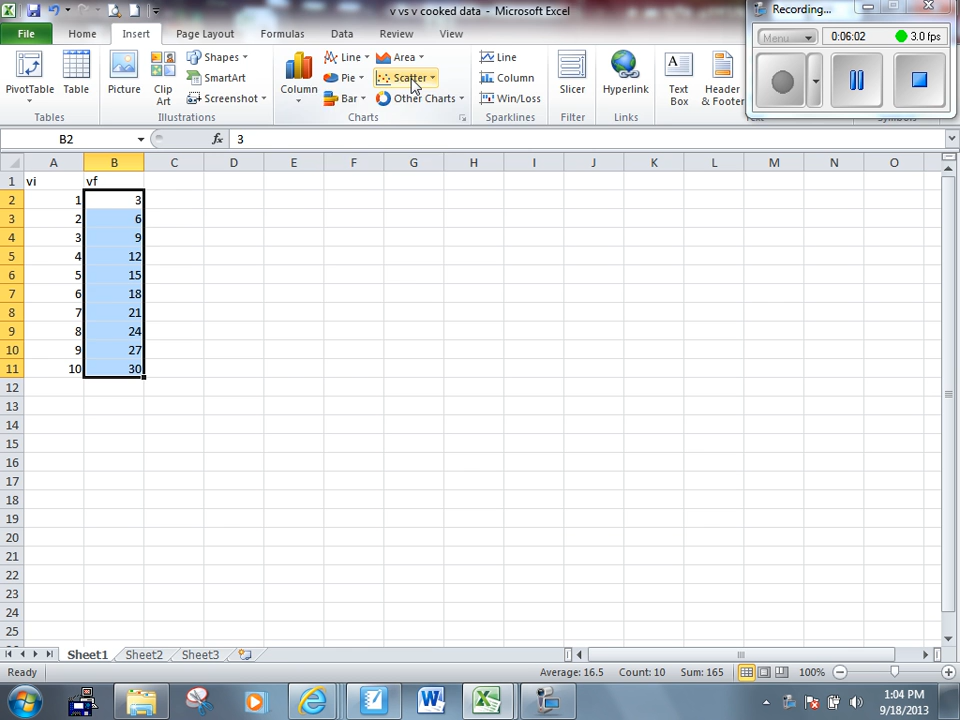 v vs v cooked data - Microsoft Excel
Recording...
File Home Insert Page Layout Formulas Data Review View
Menu 0:06:02 3.0 fps
PivotTable Table Picture Clip Art Shapes SmartArt Screenshot
Column Line Pie Bar Area Scatter Other Charts
Line Column Win/Loss Slicer Hyperlink Text Box Header & Footer
Tables Illustrations Charts Sparklines Filter Links
B2 fx 3
A B C D E F G H I J K L M N O
1 vi vf
2 1 3
3 2 6
4 3 9
5 4 12
6 5 15
7 6 18
8 7 21
9 8 24
10 9 27
11 10 30
12
13
14
15
16
17
18
19
20
21
22
23
24
25
Sheet1 Sheet2 Sheet3
Ready Average: 16.5 Count: 10 Sum: 165 100%
1:04 PM
9/18/2013